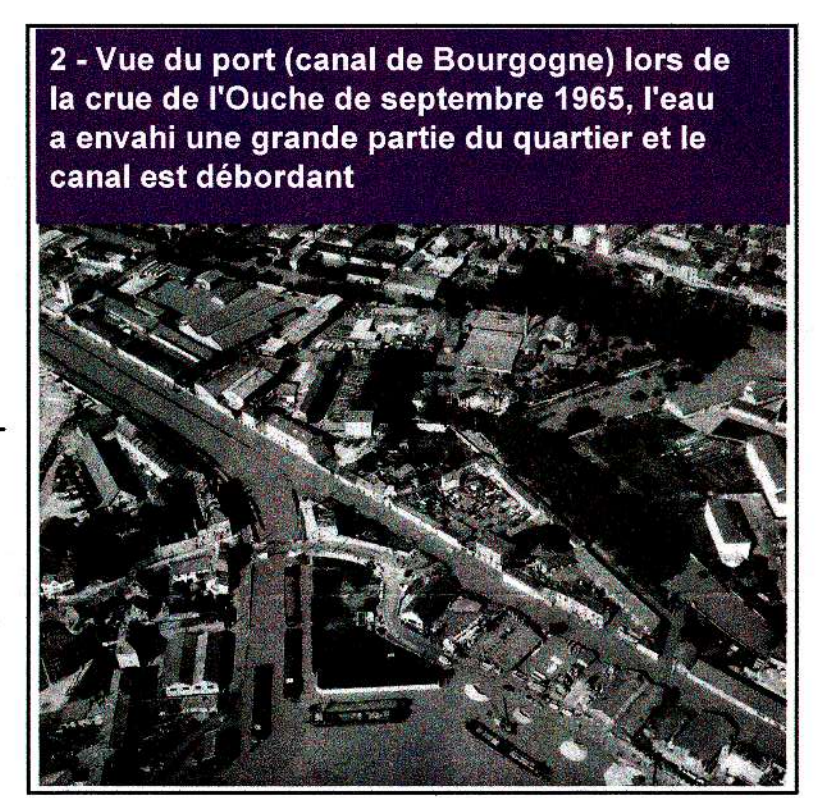 2 - Vue du port (canal de Bourgogne) lors de
la crue de l'Ouche de septembre 1965, l'eau
a envahi une grande partie du quartier et le
canal est débordant